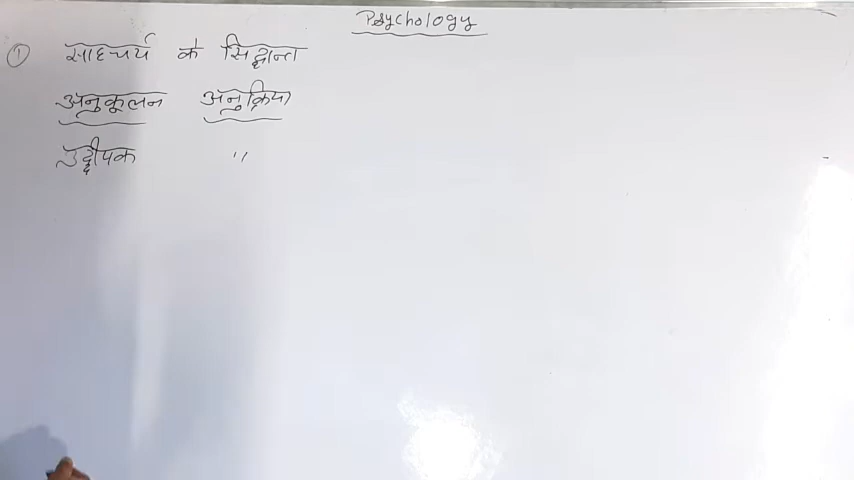 Psychology
① साहचर्य के सिद्धान्त
अनुकूलन अनुक्रिया
उद्दीपक "